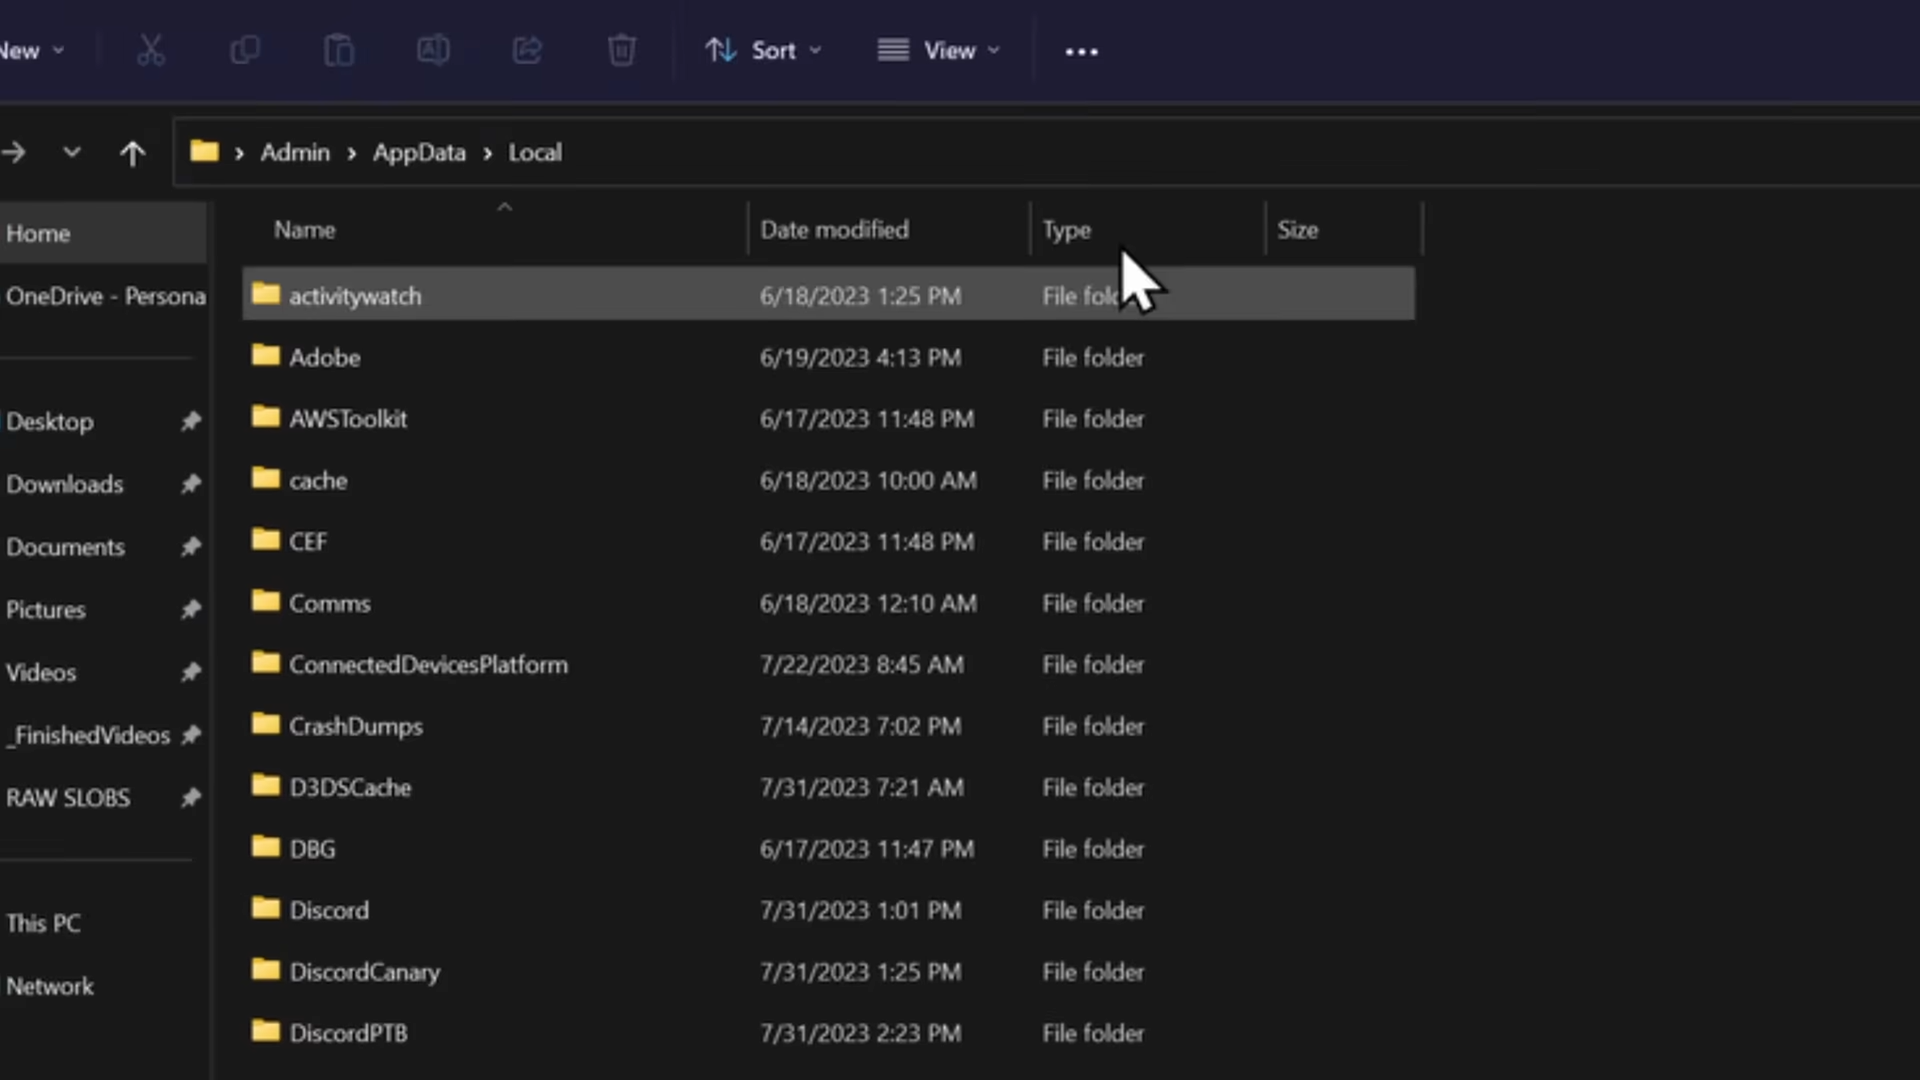 New Sort View
Admin > AppData > Local
Name Date modified Type Size
Home
OneDrive - Persona
Desktop
Downloads
Documents
Pictures
Videos
_FinishedVideos
RAW SLOBS
This PC
Network
activitywatch 6/18/2023 1:25 PM File fol
Adobe 6/19/2023 4:13 PM File folder
AWSToolkit 6/17/2023 11:48 PM File folder
cache 6/18/2023 10:00 AM File folder
CEF 6/17/2023 11:48 PM File folder
Comms 6/18/2023 12:10 AM File folder
ConnectedDevicesPlatform 7/22/2023 8:45 AM File folder
CrashDumps 7/14/2023 7:02 PM File folder
D3DSCache 7/31/2023 7:21 AM File folder
DBG 6/17/2023 11:47 PM File folder
Discord 7/31/2023 1:01 PM File folder
DiscordCanary 7/31/2023 1:25 PM File folder
DiscordPTB 7/31/2023 2:23 PM File folder